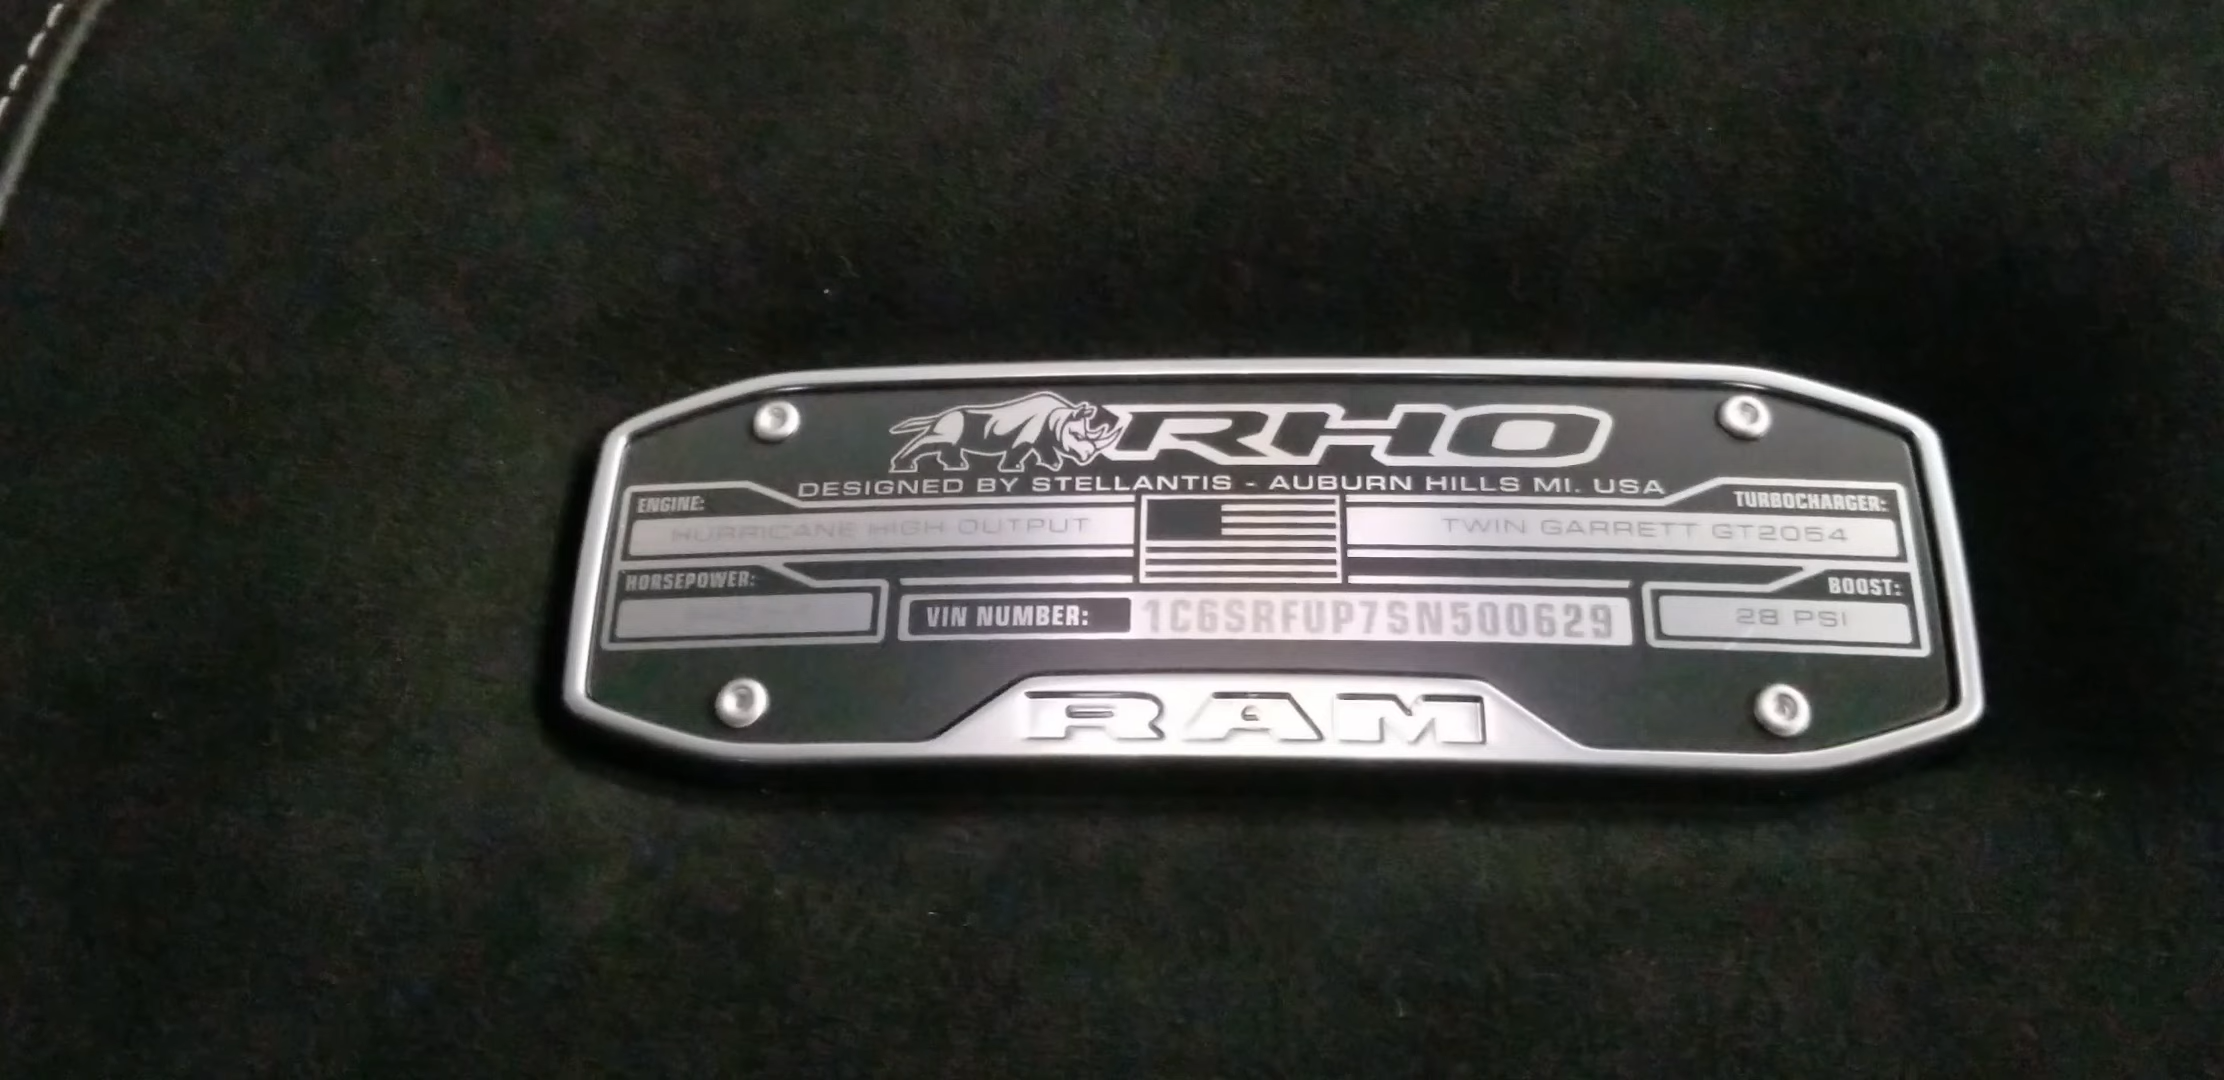 RHO
DESIGNED BY STELLANTIS - AUBURN HILLS MI. USA
ENGINE:
HURRICANE HIGH OUTPUT
TURBOCHARGER:
TWIN GARRETT GT2054
HORSEPOWER:
VIN NUMBER: 1C6SRFUP7SN500629
BOOST:
28 PSI
RAM